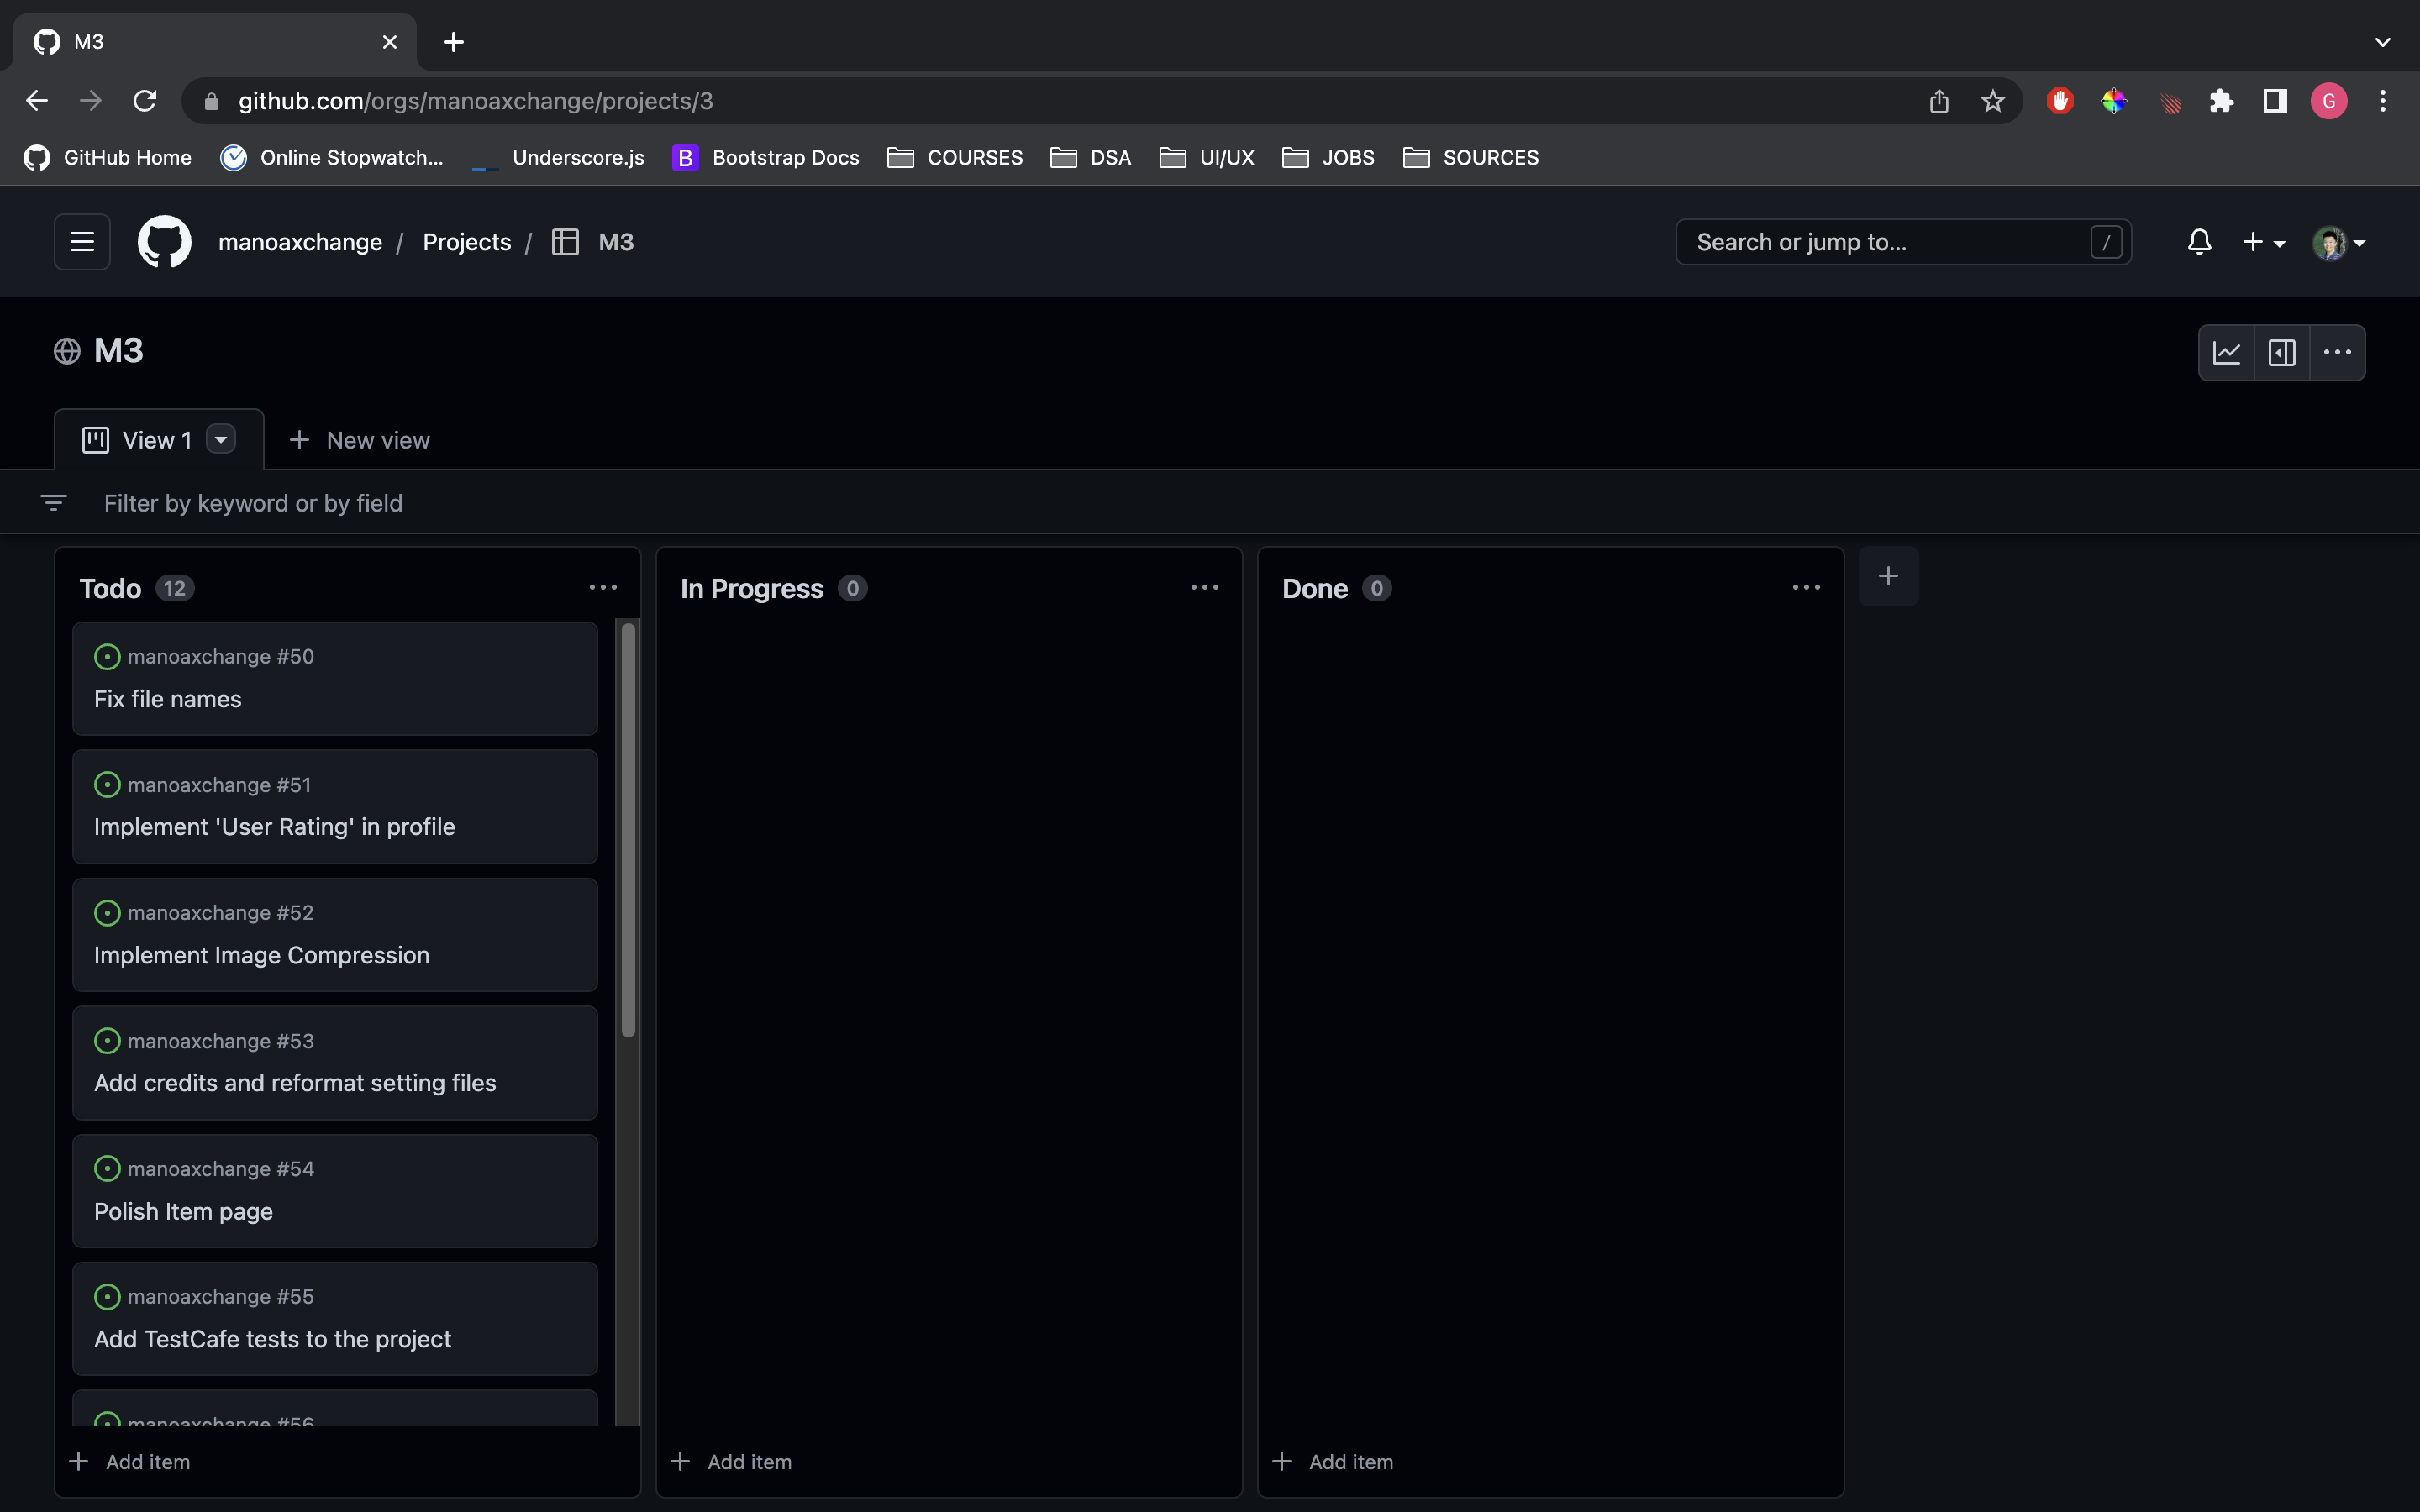 M3
github.com/orgs/manoaxchange/projects/3
G
GitHub Home
Online Stopwatch...
Underscore.js
B Bootstrap Docs
COURSES
DSA
UI/UX
JOBS
SOURCES
manoaxchange / Projects / M3
Search or jump to... /
M3
View 1
New view
Filter by keyword or by field
Todo 12
manoaxchange #50
Fix file names
manoaxchange #51
Implement 'User Rating' in profile
manoaxchange #52
Implement Image Compression
manoaxchange #53
Add credits and reformat setting files
manoaxchange #54
Polish Item page
manoaxchange #55
Add TestCafe tests to the project
manoaxchange #56
Add item
In Progress 0
Add item
Done 0
Add item